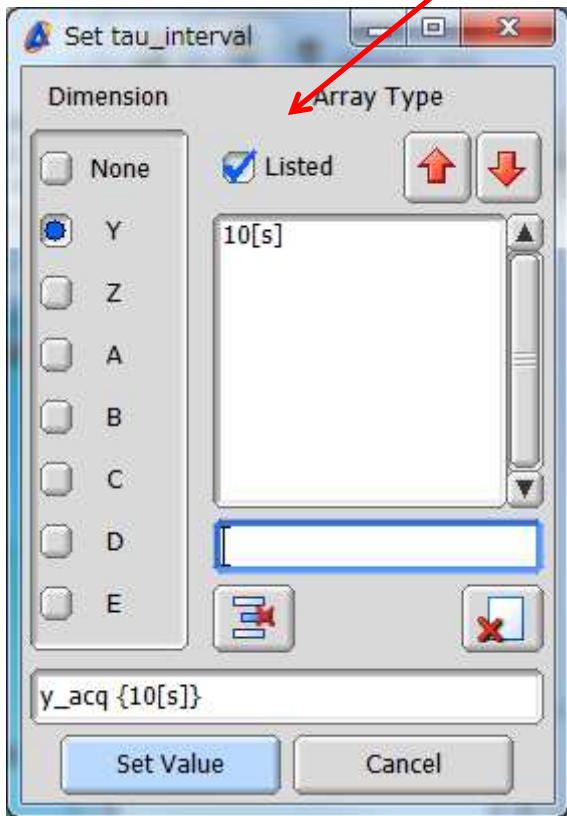 Set tau_interval
Dimension Array Type
None
Listed
Y
Z
A
B
C
D
E
10[s]
y_acq {10[s]}
Set Value Cancel